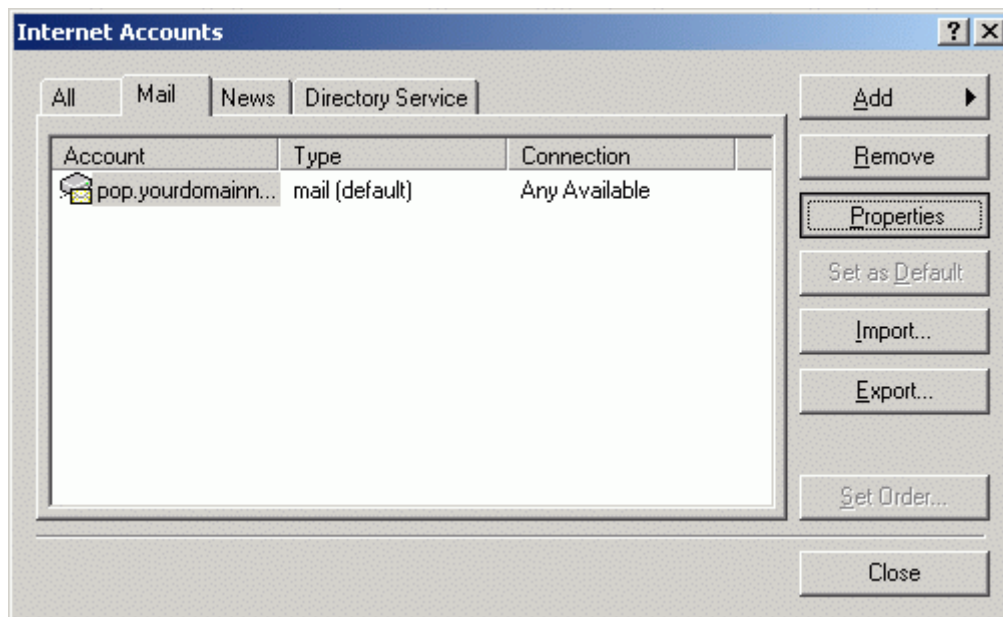 Internet Accounts
All Mail News Directory Service
Add
Remove
Properties
Set as Default
Import...
Export...
Set Order...
Close
Account Type Connection
pop.yourdomainn... mail (default) Any Available